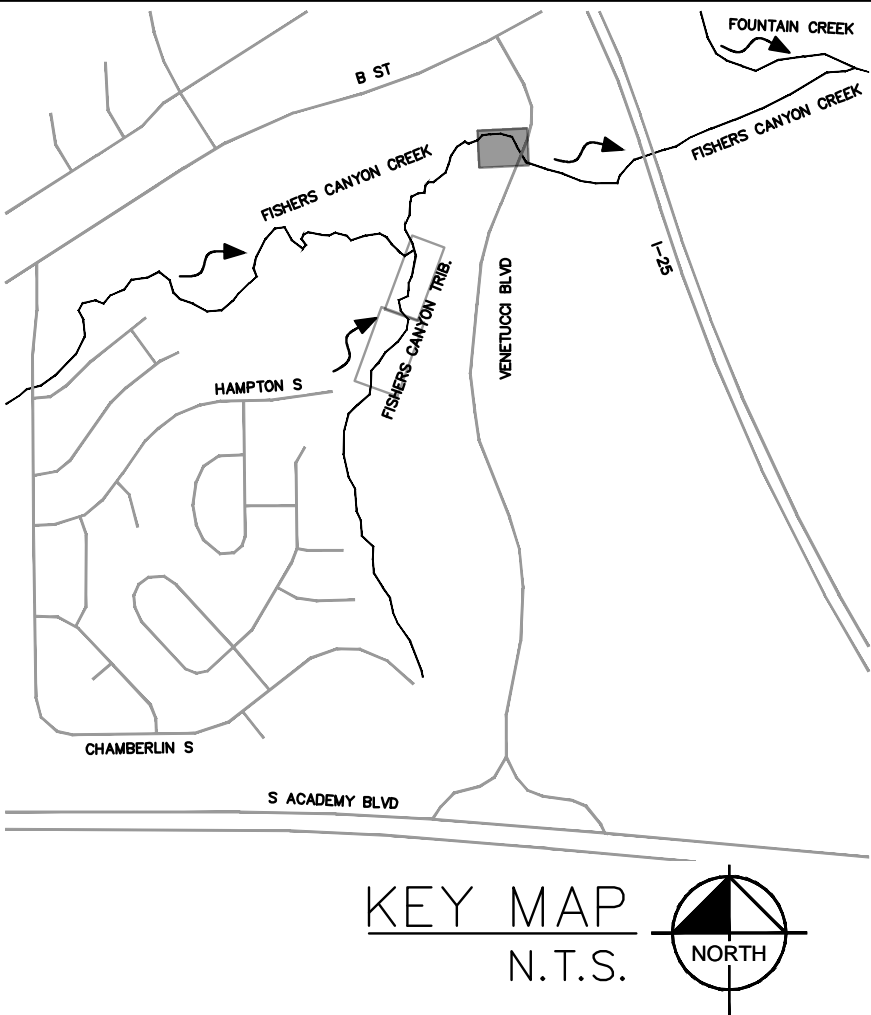 FOUNTAIN CREEK
B ST
FISHERS CANYON CREEK
FISHERS CANYON CREEK
I-25
FISHERS CANYON TRIB.
VENETUCCI BLVD
HAMPTON S
CHAMBERLIN S
S ACADEMY BLVD
KEY MAP
N.T.S.
NORTH